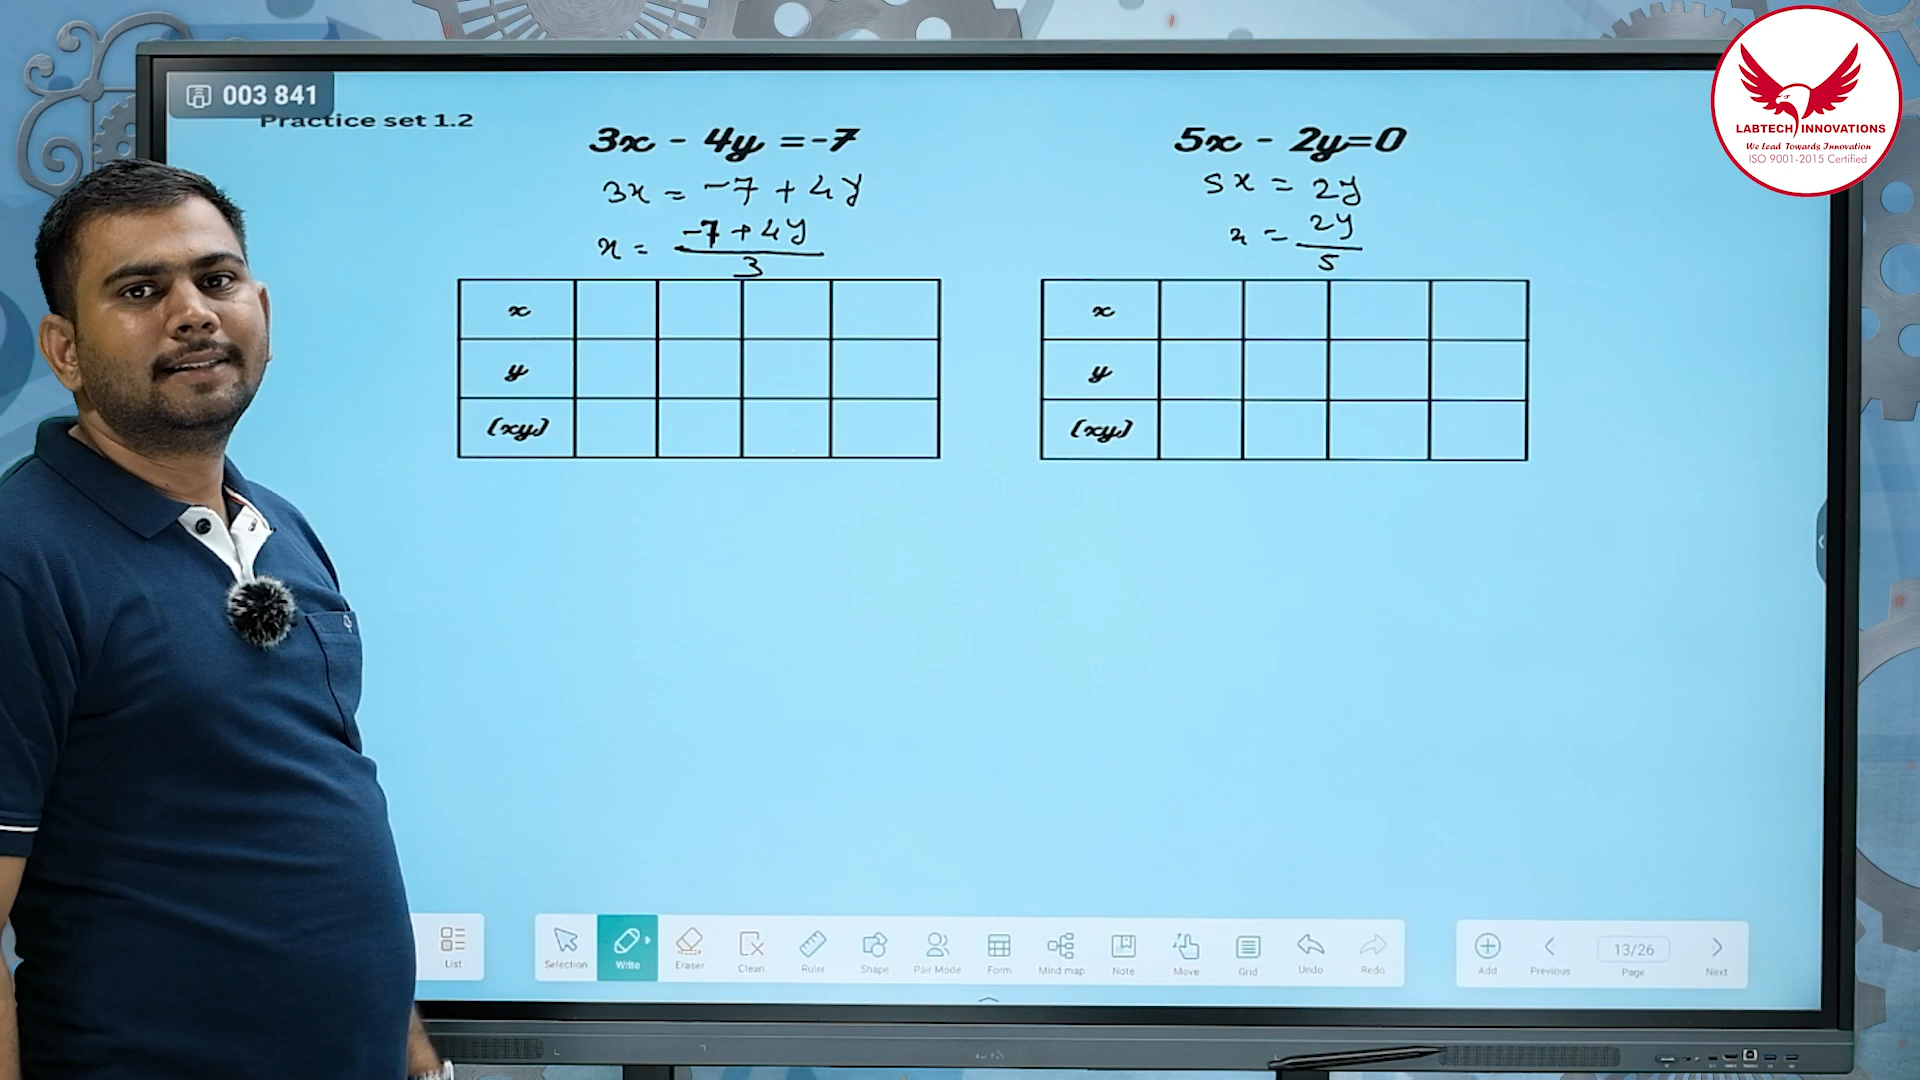 003 841
Practice set 1.2
3x - 4y =-7
3x = -7 + 4y
x = -7+4y / 3
x
y
(xy)
5x - 2y=0
5x = 2y
x = 2y / 5
x
y
(xy)
LABTECH INNOVATIONS
We Lead Towards Innovation
ISO 9001-2015 Certified
List
Selection
Write
Eraser
Clean
Ruler
Shape
Pair Mode
Form
Mind map
Note
Move
Grid
Undo
Redo
Add
Previous
13/26
Page
Next